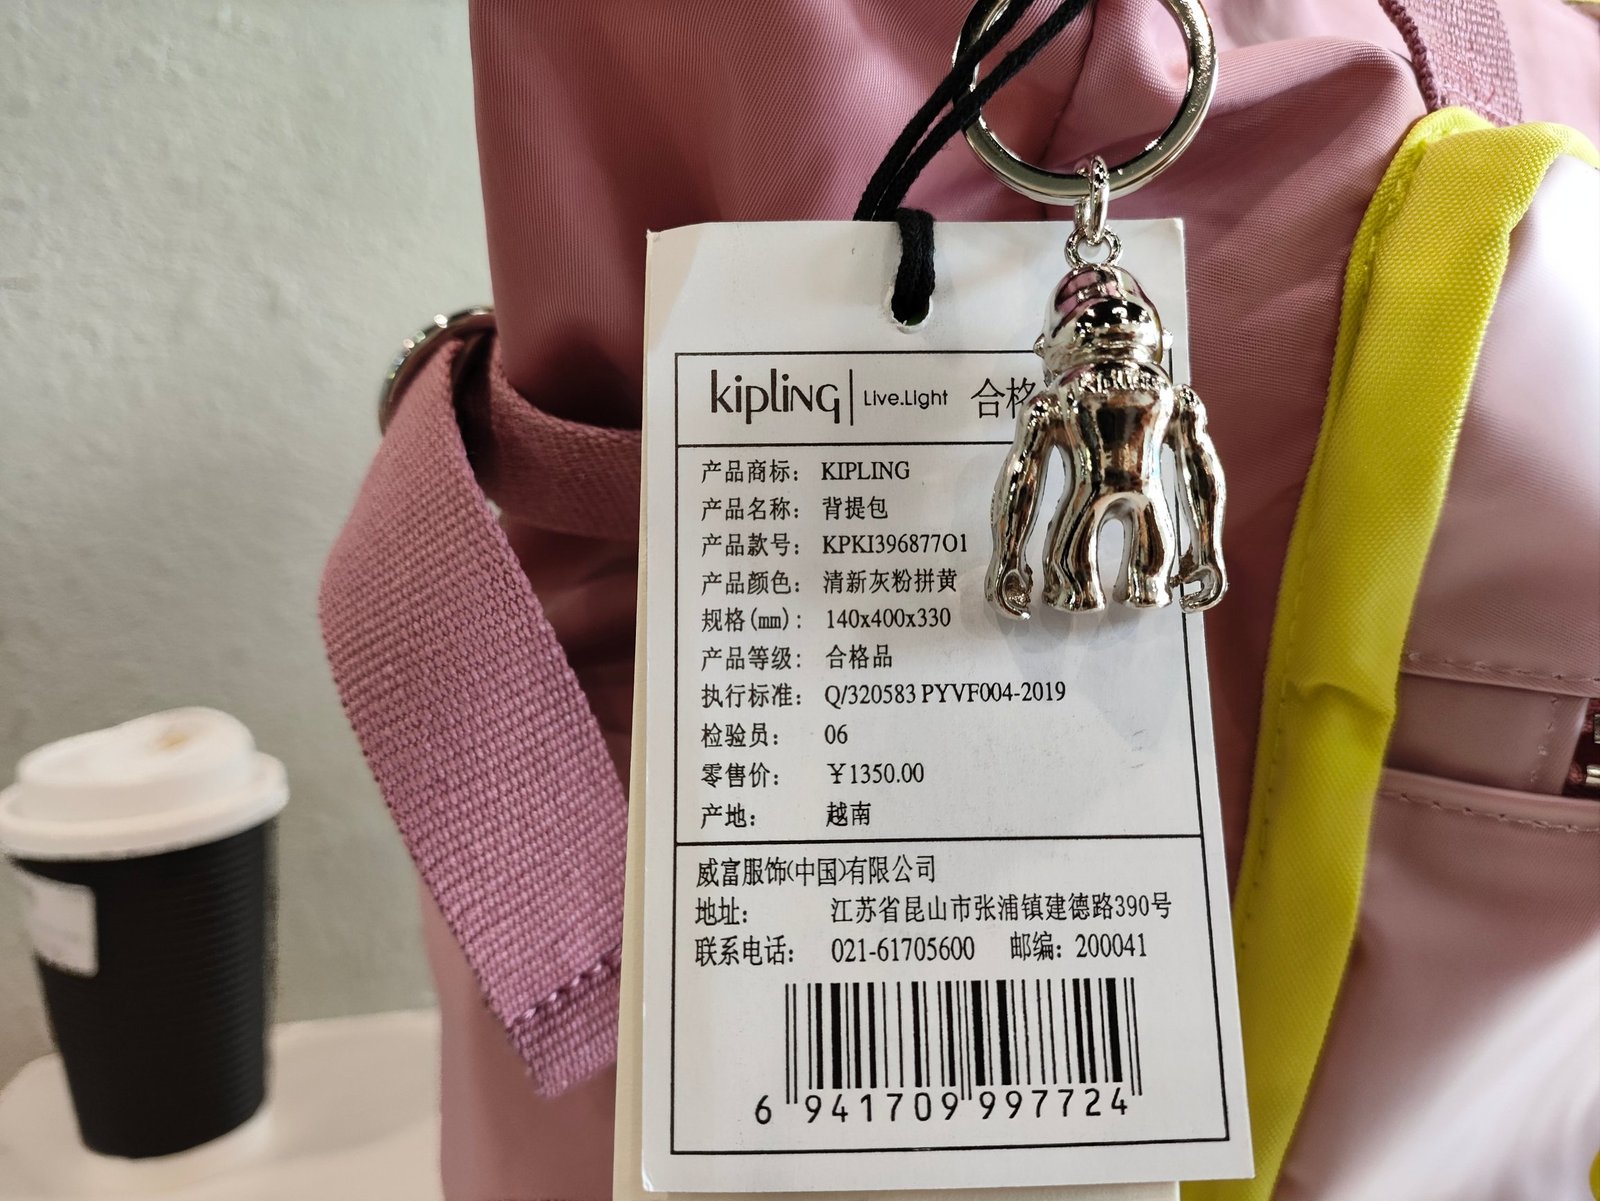 kipling | Live.Light 合格
Kipling
产品商标: KIPLING
产品名称: 背提包
产品款号: KPKI396877O1
产品颜色: 清新灰粉拼黄
规格(mm): 140x400x330
产品等级: 合格品
执行标准: Q/320583 PYVF004-2019
检验员: 06
零售价: ￥1350.00
产地: 越南
威富服饰(中国)有限公司
地址: 江苏省昆山市张浦镇建德路390号
联系电话: 021-61705600 邮编: 200041
6 941709 997724